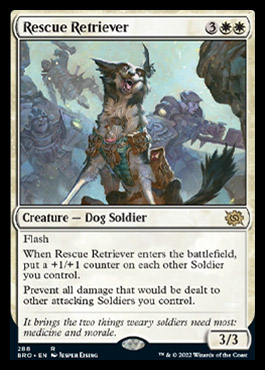 Rescue Retriever 3
Creature — Dog Soldier
Flash
When Rescue Retriever enters the battlefield,
put a +1/+1 counter on each other Soldier
you control.
Prevent all damage that would be dealt to
other attacking Soldiers you control.
It brings the two things weary soldiers need most:
medicine and morale.
3/3
288 R
BRO • EN Jesper Ejsing ™ & © 2022 Wizards of the Coast